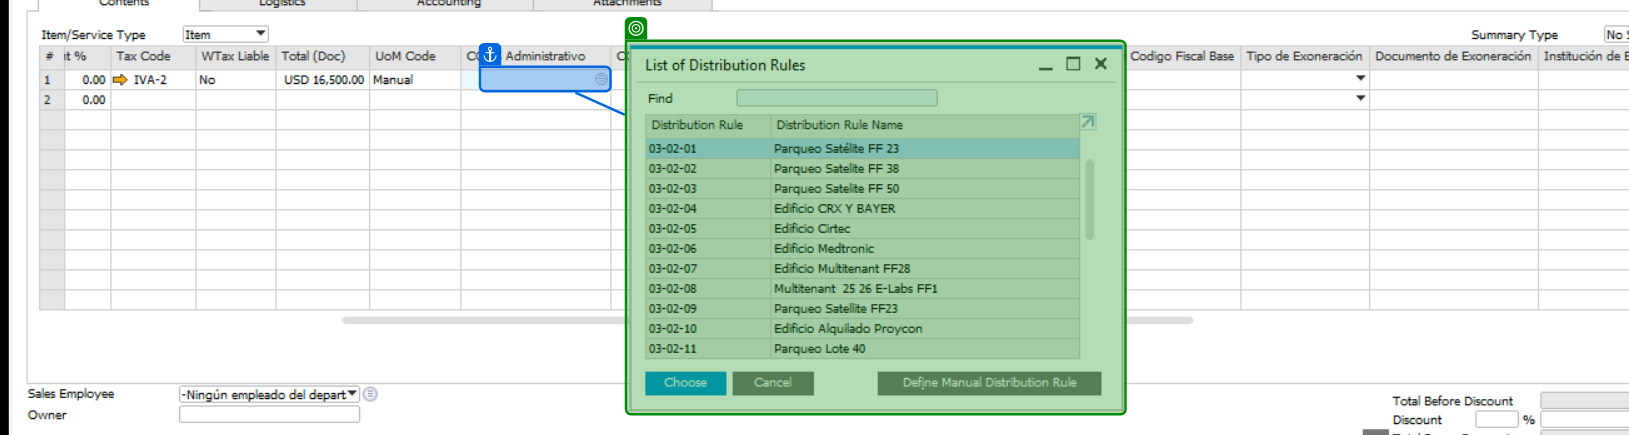 Contents Logistics Accounting Attachments
Item/Service Type Item Summary Type
# Tax Code WTax Liable Total (Doc) UoM Code Administrativo Codigo Fiscal Base Tipo de Exoneración Documento de Exoneración Institución de
1 0.00 IVA-2 No USD 16,500.00 Manual
2 0.00
List of Distribution Rules
Find
Distribution Rule Distribution Rule Name
03-02-01 Parqueo Satélite FF 23
03-02-02 Parqueo Satelite FF 38
03-02-03 Parqueo Satelite FF 50
03-02-04 Edificio CRX Y BAYER
03-02-05 Edificio Cirtec
03-02-06 Edificio Medtronic
03-02-07 Edificio Multitenant FF28
03-02-08 Multitenant 25 26 E-Labs FF1
03-02-09 Parqueo Satellite FF23
03-02-10 Edificio Alquilado Proycon
03-02-11 Parqueo Lote 40
Choose Cancel Define Manual Distribution Rule
Sales Employee -Ningún empleado del depart
Owner
Total Before Discount
Discount %